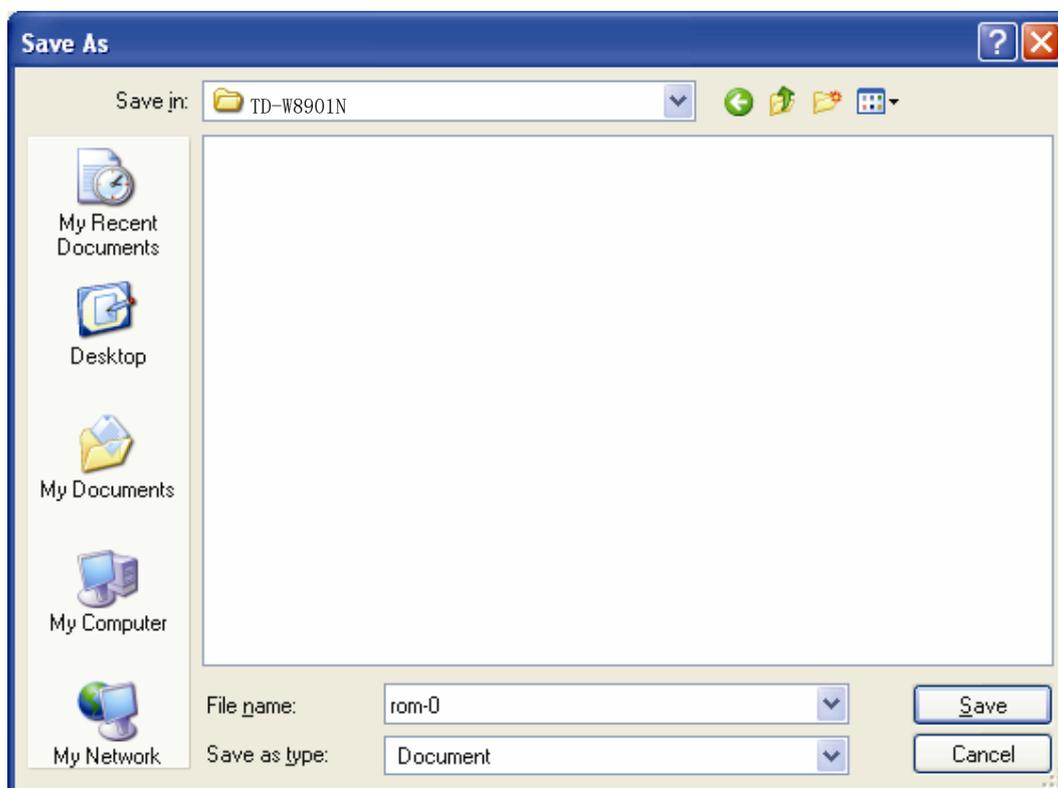 Save As
Save in:
TD-W8901N
My Recent
Documents
Desktop
My Documents
My Computer
My Network
File name:
rom-0
Save
Save as type:
Document
Cancel